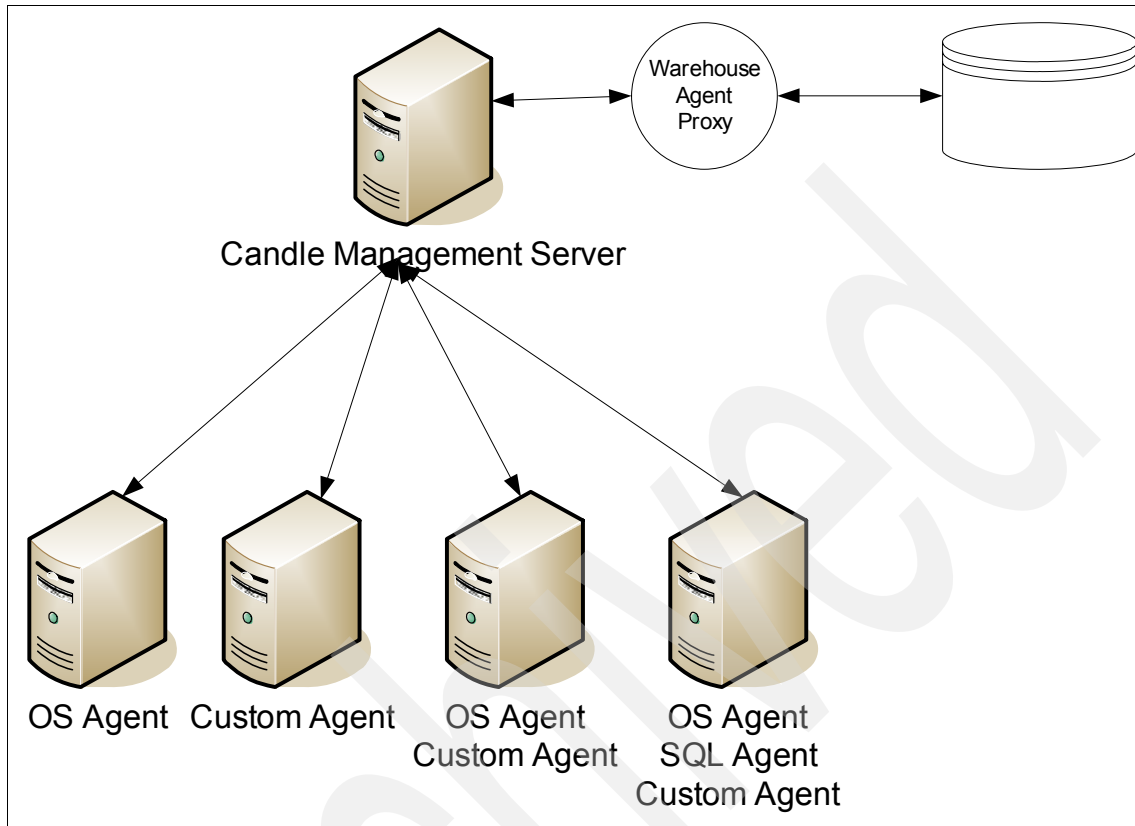 Warehouse
Agent
Proxy
Candle Management Server
OS Agent
Custom Agent
OS Agent
Custom Agent
OS Agent
SQL Agent
Custom Agent